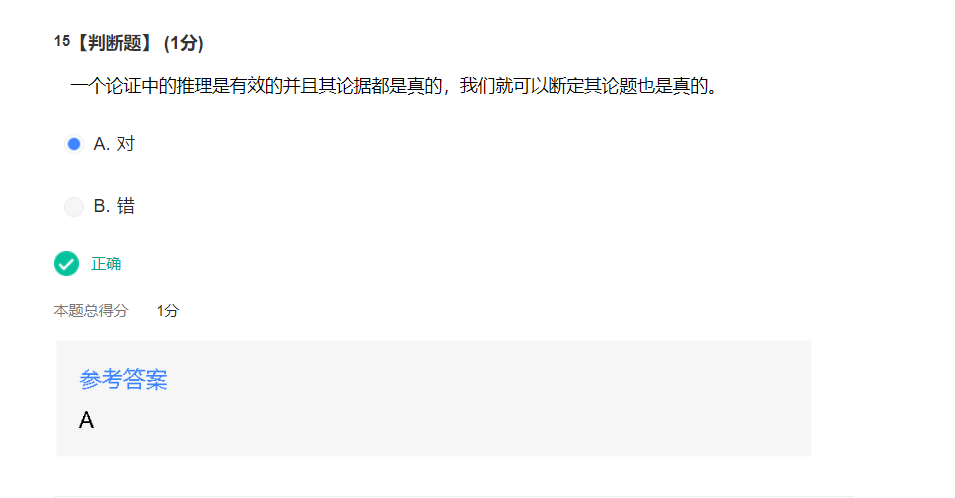 15【判断题】 (1分)
一个论证中的推理是有效的并且其论据都是真的，我们就可以断定其论题也是真的。
A. 对
B. 错
正确
本题总得分 1分
参考答案
A